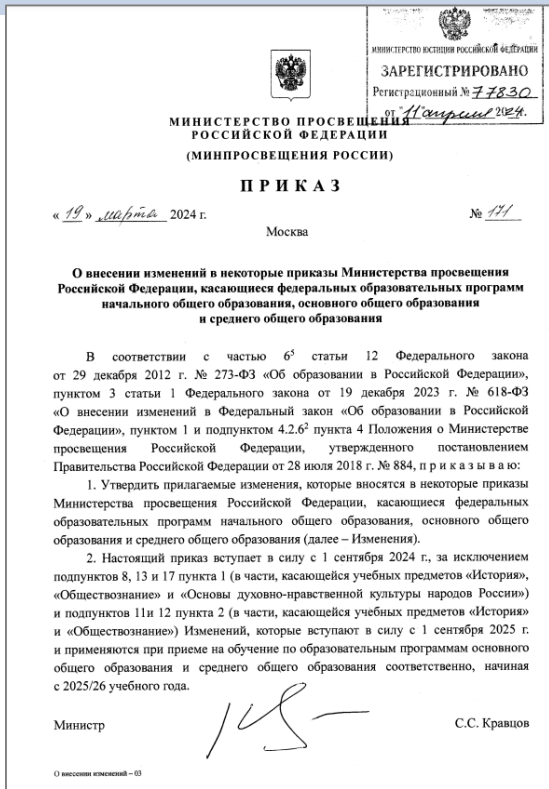 МИНИСТЕРСТВО ЮСТИЦИИ РОССИЙСКОЙ ФЕДЕРАЦИИ
ЗАРЕГИСТРИРОВАНО
Регистрационный № 77830
от "11" апреля 2024г.
МИНИСТЕРСТВО ПРОСВЕЩЕНИЯ
РОССИЙСКОЙ ФЕДЕРАЦИИ
(МИНПРОСВЕЩЕНИЯ РОССИИ)
ПРИКАЗ
« 19 » марта 2024 г.
№ 171
Москва
О внесении изменений в некоторые приказы Министерства просвещения
Российской Федерации, касающиеся федеральных образовательных программ
начального общего образования, основного общего образования
и среднего общего образования
В соответствии с частью 6⁵ статьи 12 Федерального закона
от 29 декабря 2012 г. № 273-ФЗ «Об образовании в Российской Федерации»,
пунктом 3 статьи 1 Федерального закона от 19 декабря 2023 г. № 618-ФЗ
«О внесении изменений в Федеральный закон «Об образовании в Российской
Федерации», пунктом 1 и подпунктом 4.2.6² пункта 4 Положения о Министерстве
просвещения Российской Федерации, утвержденного постановлением
Правительства Российской Федерации от 28 июля 2018 г. № 884, п р и к а з ы в а ю:
1. Утвердить прилагаемые изменения, которые вносятся в некоторые приказы
Министерства просвещения Российской Федерации, касающиеся федеральных
образовательных программ начального общего образования, основного общего
образования и среднего общего образования (далее – Изменения).
2. Настоящий приказ вступает в силу с 1 сентября 2024 г., за исключением
подпунктов 8, 13 и 17 пункта 1 (в части, касающейся учебных предметов «История»,
«Обществознание» и «Основы духовно-нравственной культуры народов России»)
и подпунктов 11и 12 пункта 2 (в части, касающейся учебных предметов «История»
и «Обществознание») Изменений, которые вступают в силу с 1 сентября 2025 г.
и применяются при приеме на обучение по образовательным программам основного
общего образования и среднего общего образования соответственно, начиная
с 2025/26 учебного года.
Министр
С.С. Кравцов
О внесении изменений – 03